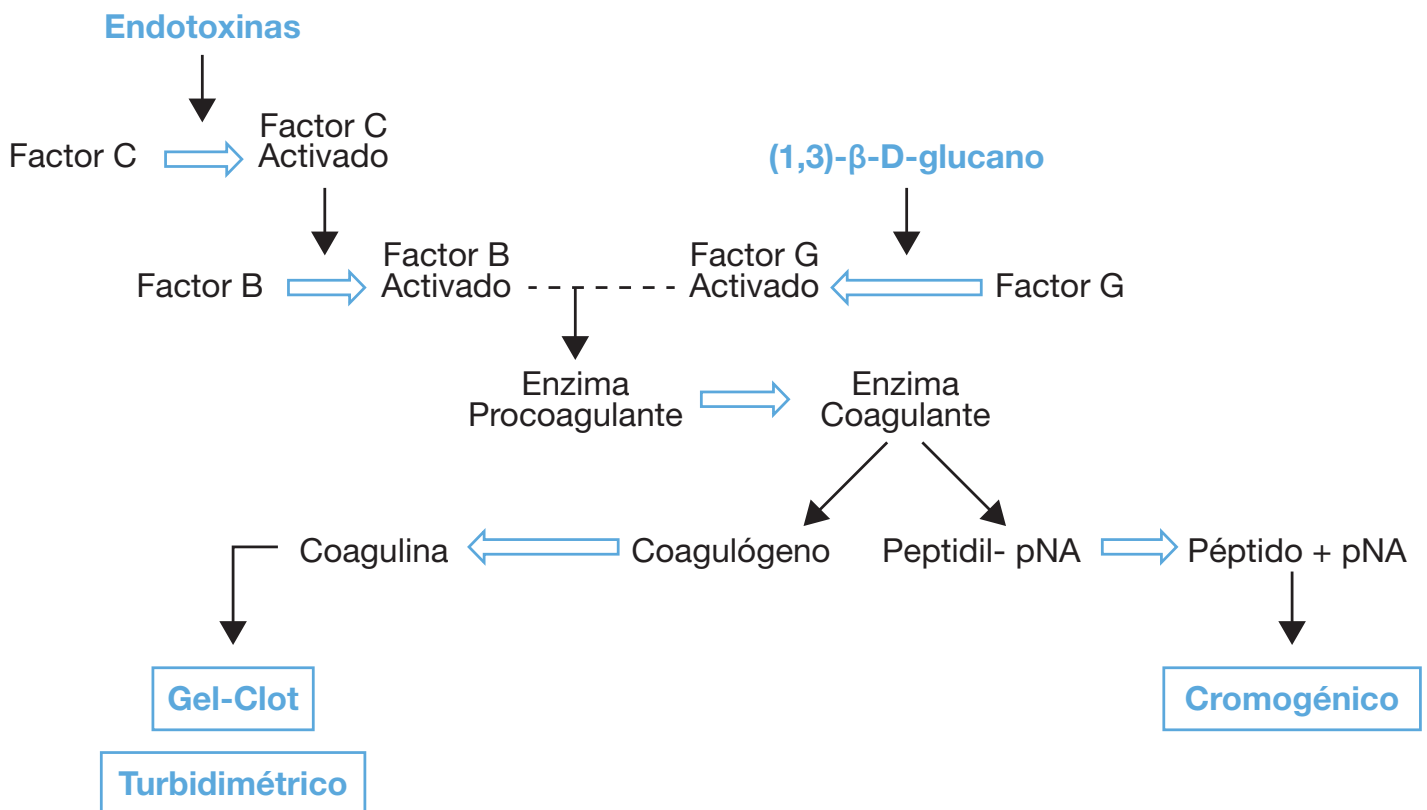 Endotoxinas
Factor C
Factor C
Activado
(1,3)-β-D-glucano
Factor B
Factor B
Activado
Factor G
Activado
Factor G
Enzima
Procoagulante
Enzima
Coagulante
Coagulina
Coagulógeno
Peptidil- pNA
Péptido + pNA
Gel-Clot
Cromogénico
Turbidimétrico